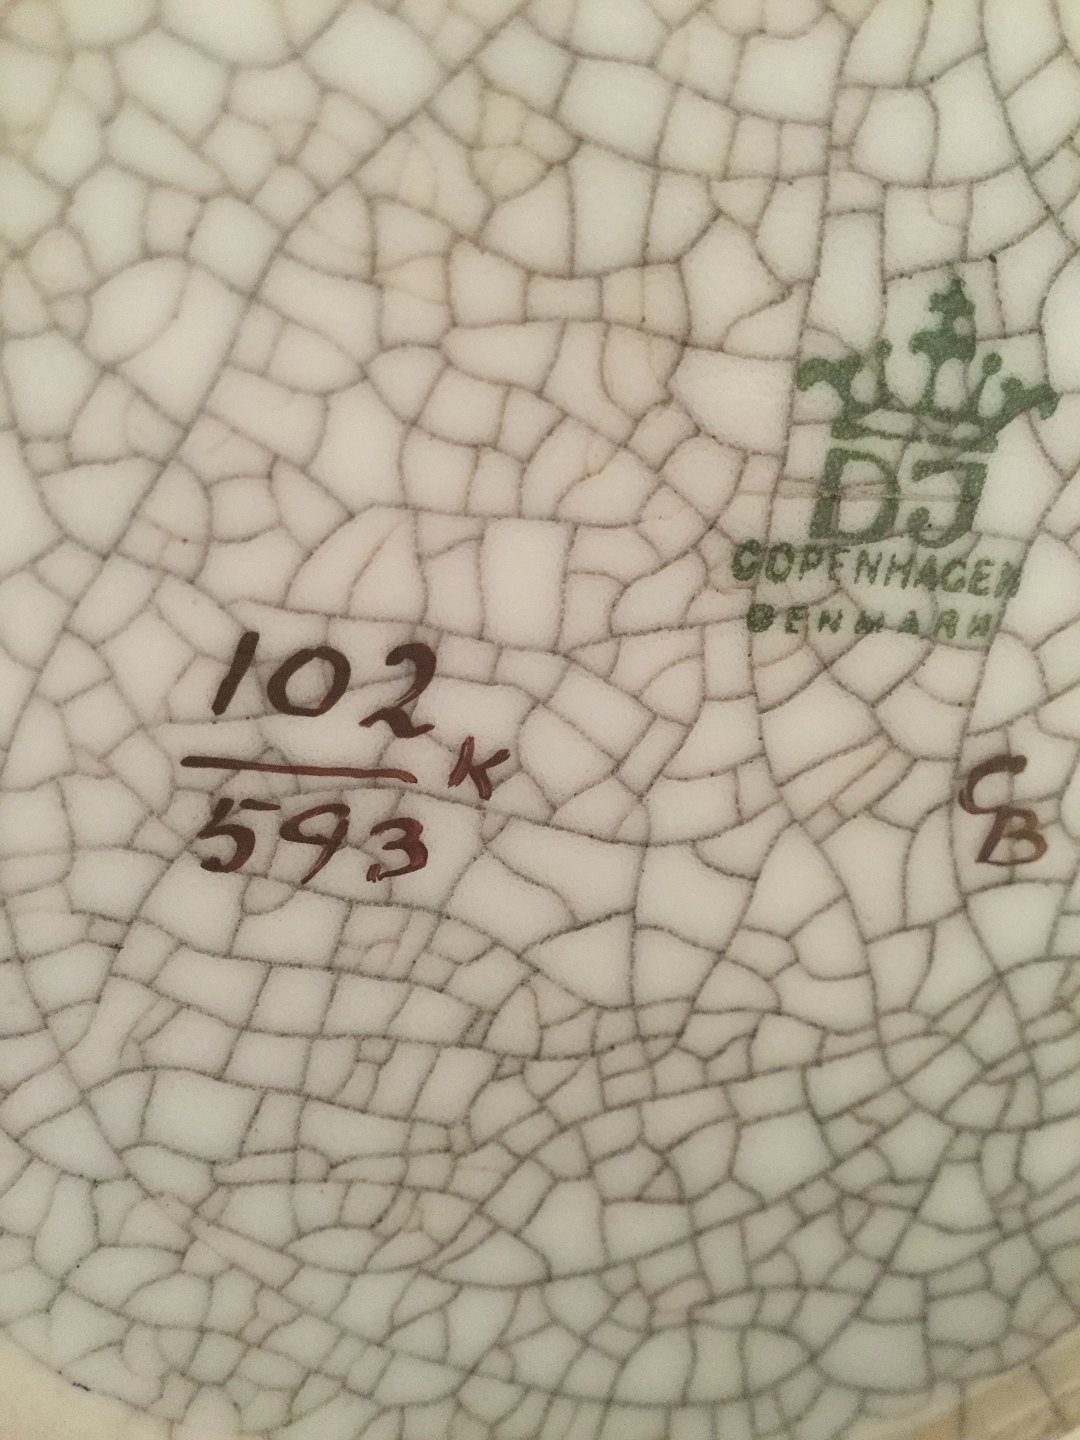 DJ
COPENHAGEN
DENMARK
102
K
593
CB